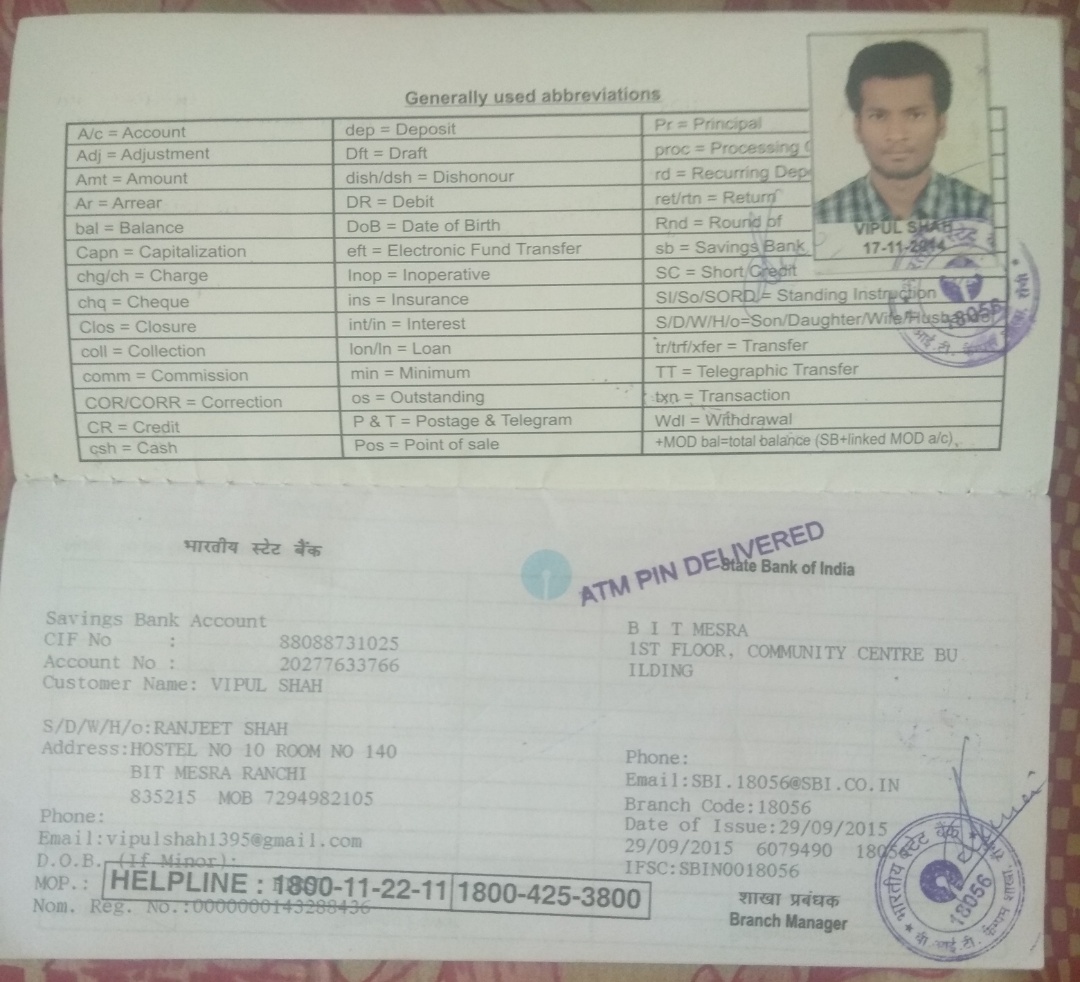 Generally used abbreviations
A/c = Account dep = Deposit Pr = Principal
Adj = Adjustment Dft = Draft proc = Processing
Amt = Amount dish/dsh = Dishonour rd = Recurring Dep
Ar = Arrear DR = Debit ret/rtn = Return
bal = Balance DoB = Date of Birth Rnd = Round of
Capn = Capitalization eft = Electronic Fund Transfer sb = Savings Bank
chg/ch = Charge Inop = Inoperative SC = Short Credit
chq = Cheque ins = Insurance SI/So/SORD = Standing Instruction
Clos = Closure int/in = Interest S/D/W/H/o=Son/Daughter/Wife/Husband
coll = Collection lon/ln = Loan tr/trf/xfer = Transfer
comm = Commission min = Minimum TT = Telegraphic Transfer
COR/CORR = Correction os = Outstanding txn = Transaction
CR = Credit P & T = Postage & Telegram Wdl = Withdrawal
csh = Cash Pos = Point of sale +MOD bal=total balance (SB+linked MOD a/c)
VIPUL SHAH
17-11-2014
18056
भारतीय स्टेट बैंक
ATM PIN DELIVERED
State Bank of India
Savings Bank Account
CIF No : 88088731025
Account No : 20277633766
Customer Name: VIPUL SHAH
S/D/W/H/o:RANJEET SHAH
Address:HOSTEL NO 10 ROOM NO 140
BIT MESRA RANCHI
835215 MOB 7294982105
Phone:
Email:vipulshah1395@gmail.com
D.O.B. (If Minor):
MOP.:
HELPLINE : 1800-11-22-11 1800-425-3800
Nom. Reg. No.:0000000143288436
B I T MESRA
1ST FLOOR, COMMUNITY CENTRE BU
ILDING
Phone:
Email:SBI.18056@SBI.CO.IN
Branch Code:18056
Date of Issue:29/09/2015
29/09/2015 6079490 1805
IFSC:SBIN0018056
शाखा प्रबंधक
Branch Manager
भारतीय स्टेट बैंक
18056